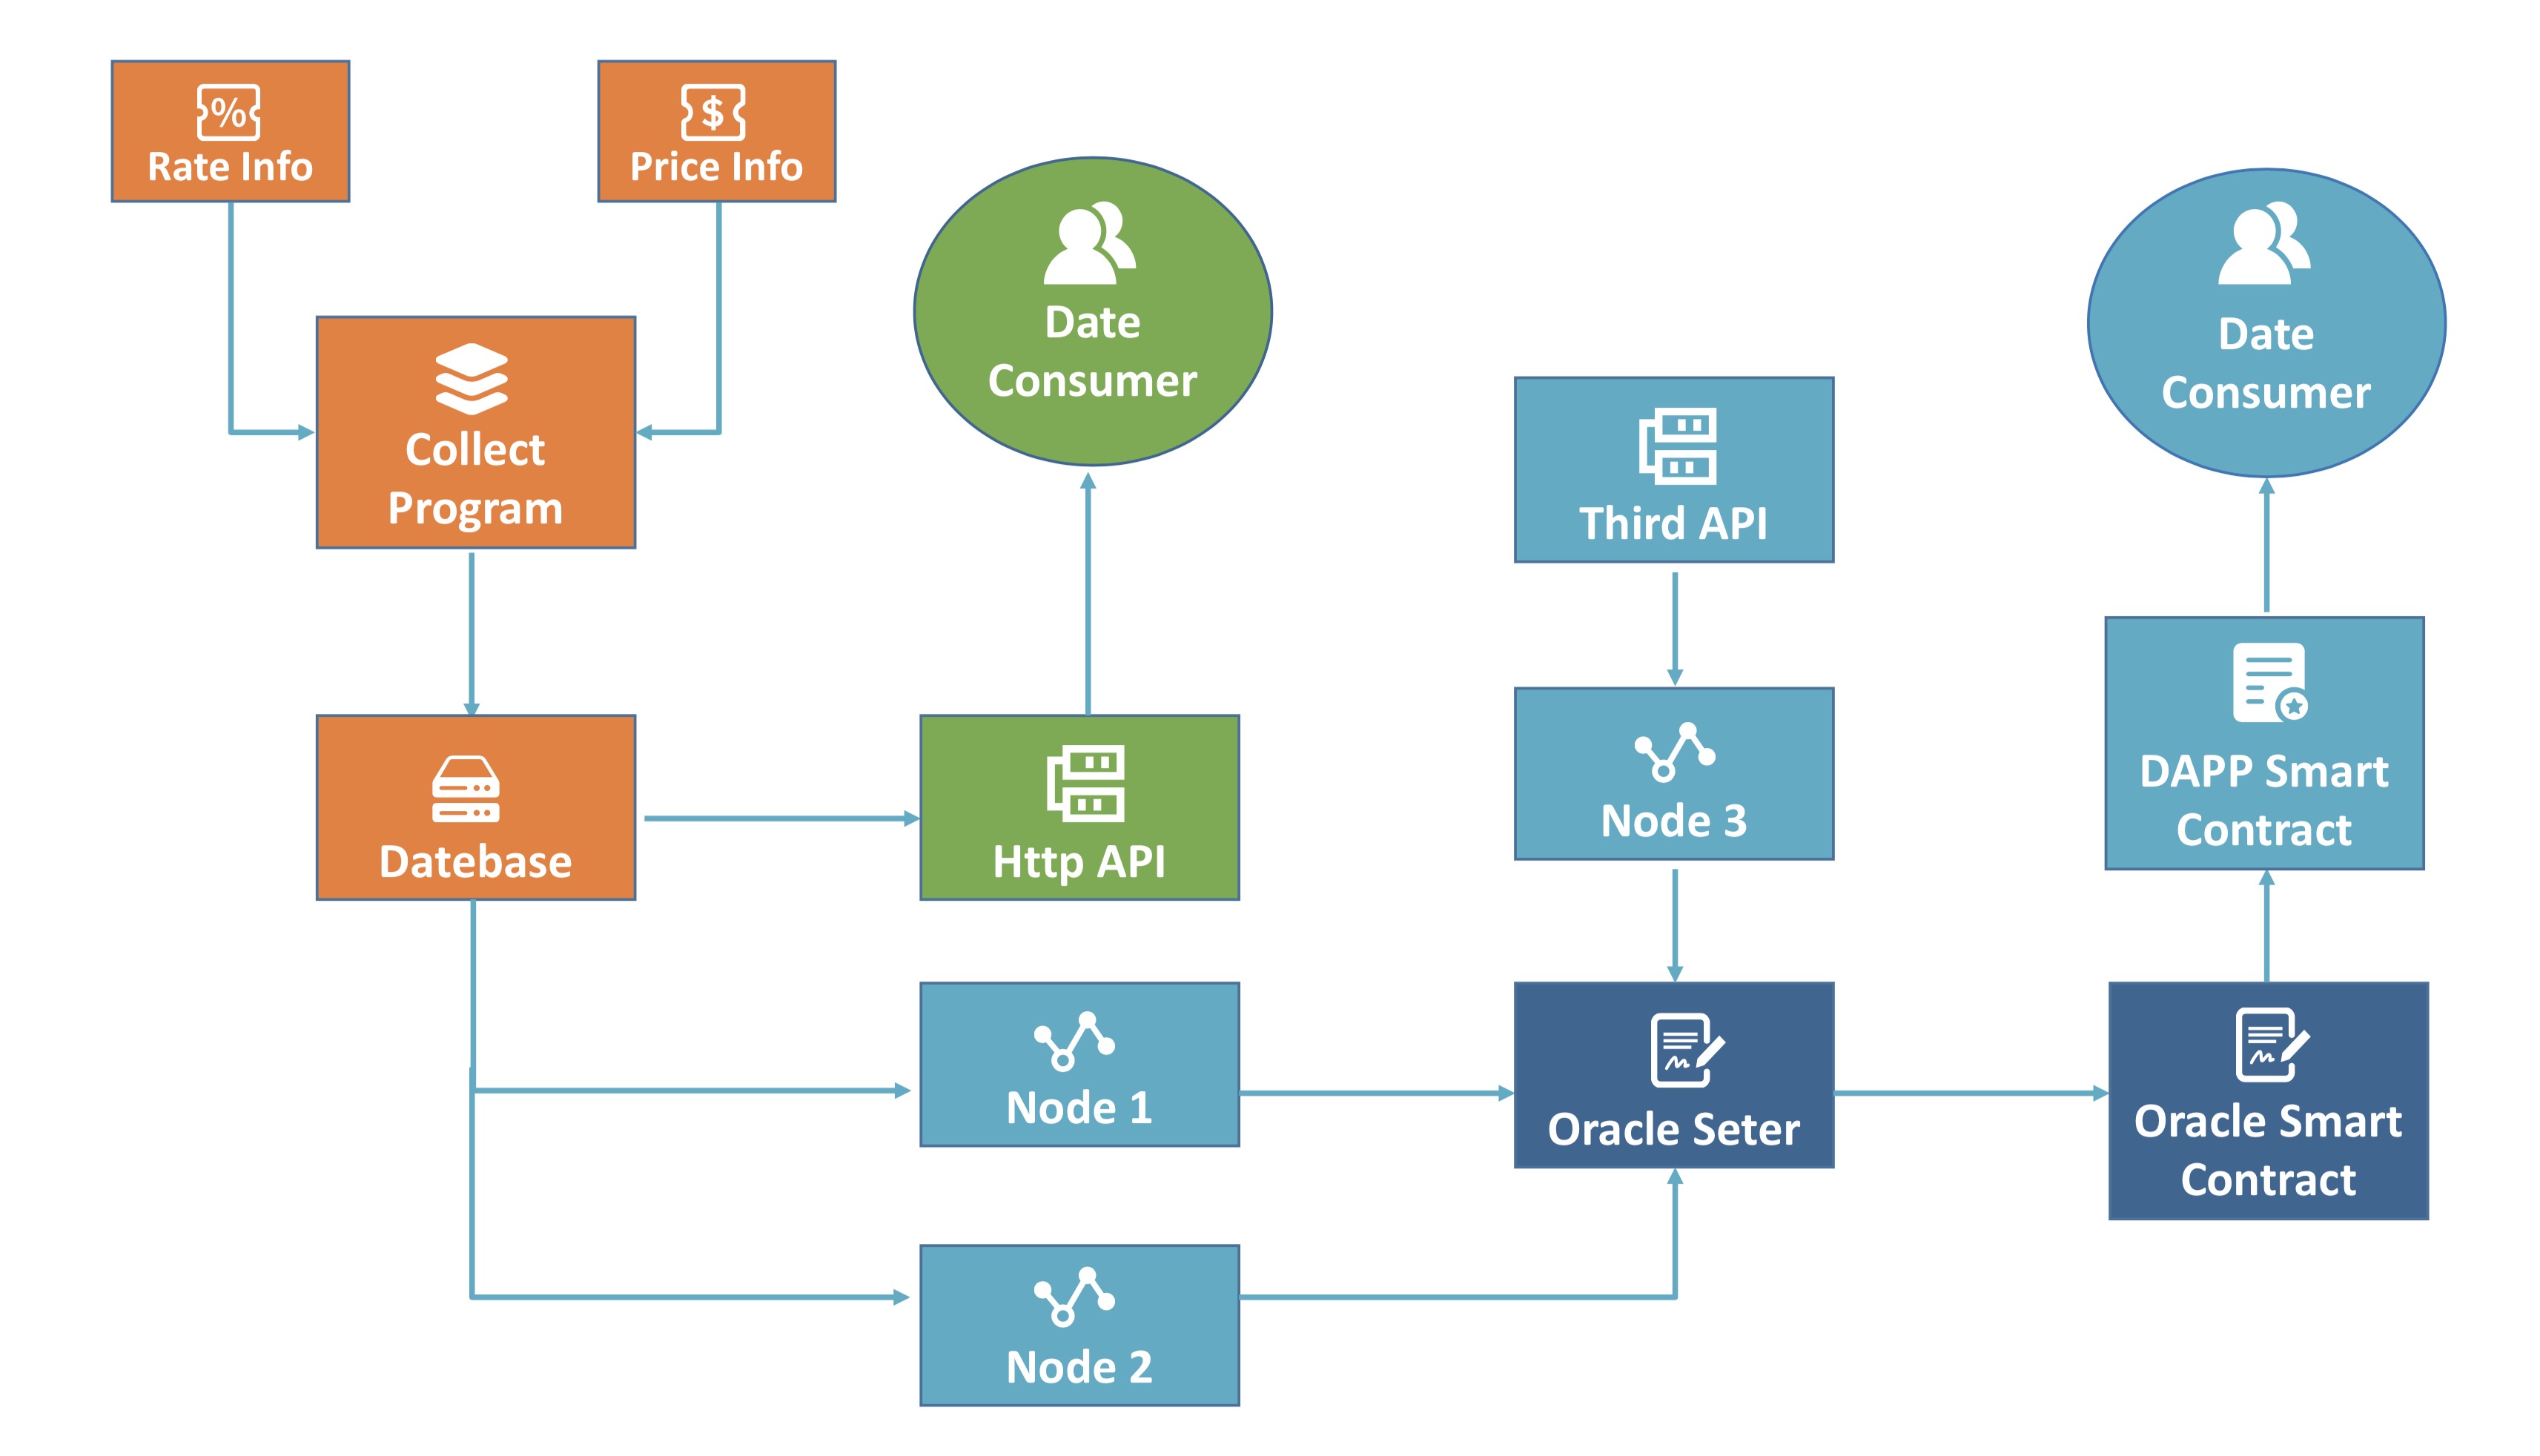 Rate Info
Price Info
Collect
Program
Date
Consumer
Third API
Date
Consumer
Datebase
Http API
Node 3
DAPP Smart
Contract
Node 1
Oracle Seter
Oracle Smart
Contract
Node 2